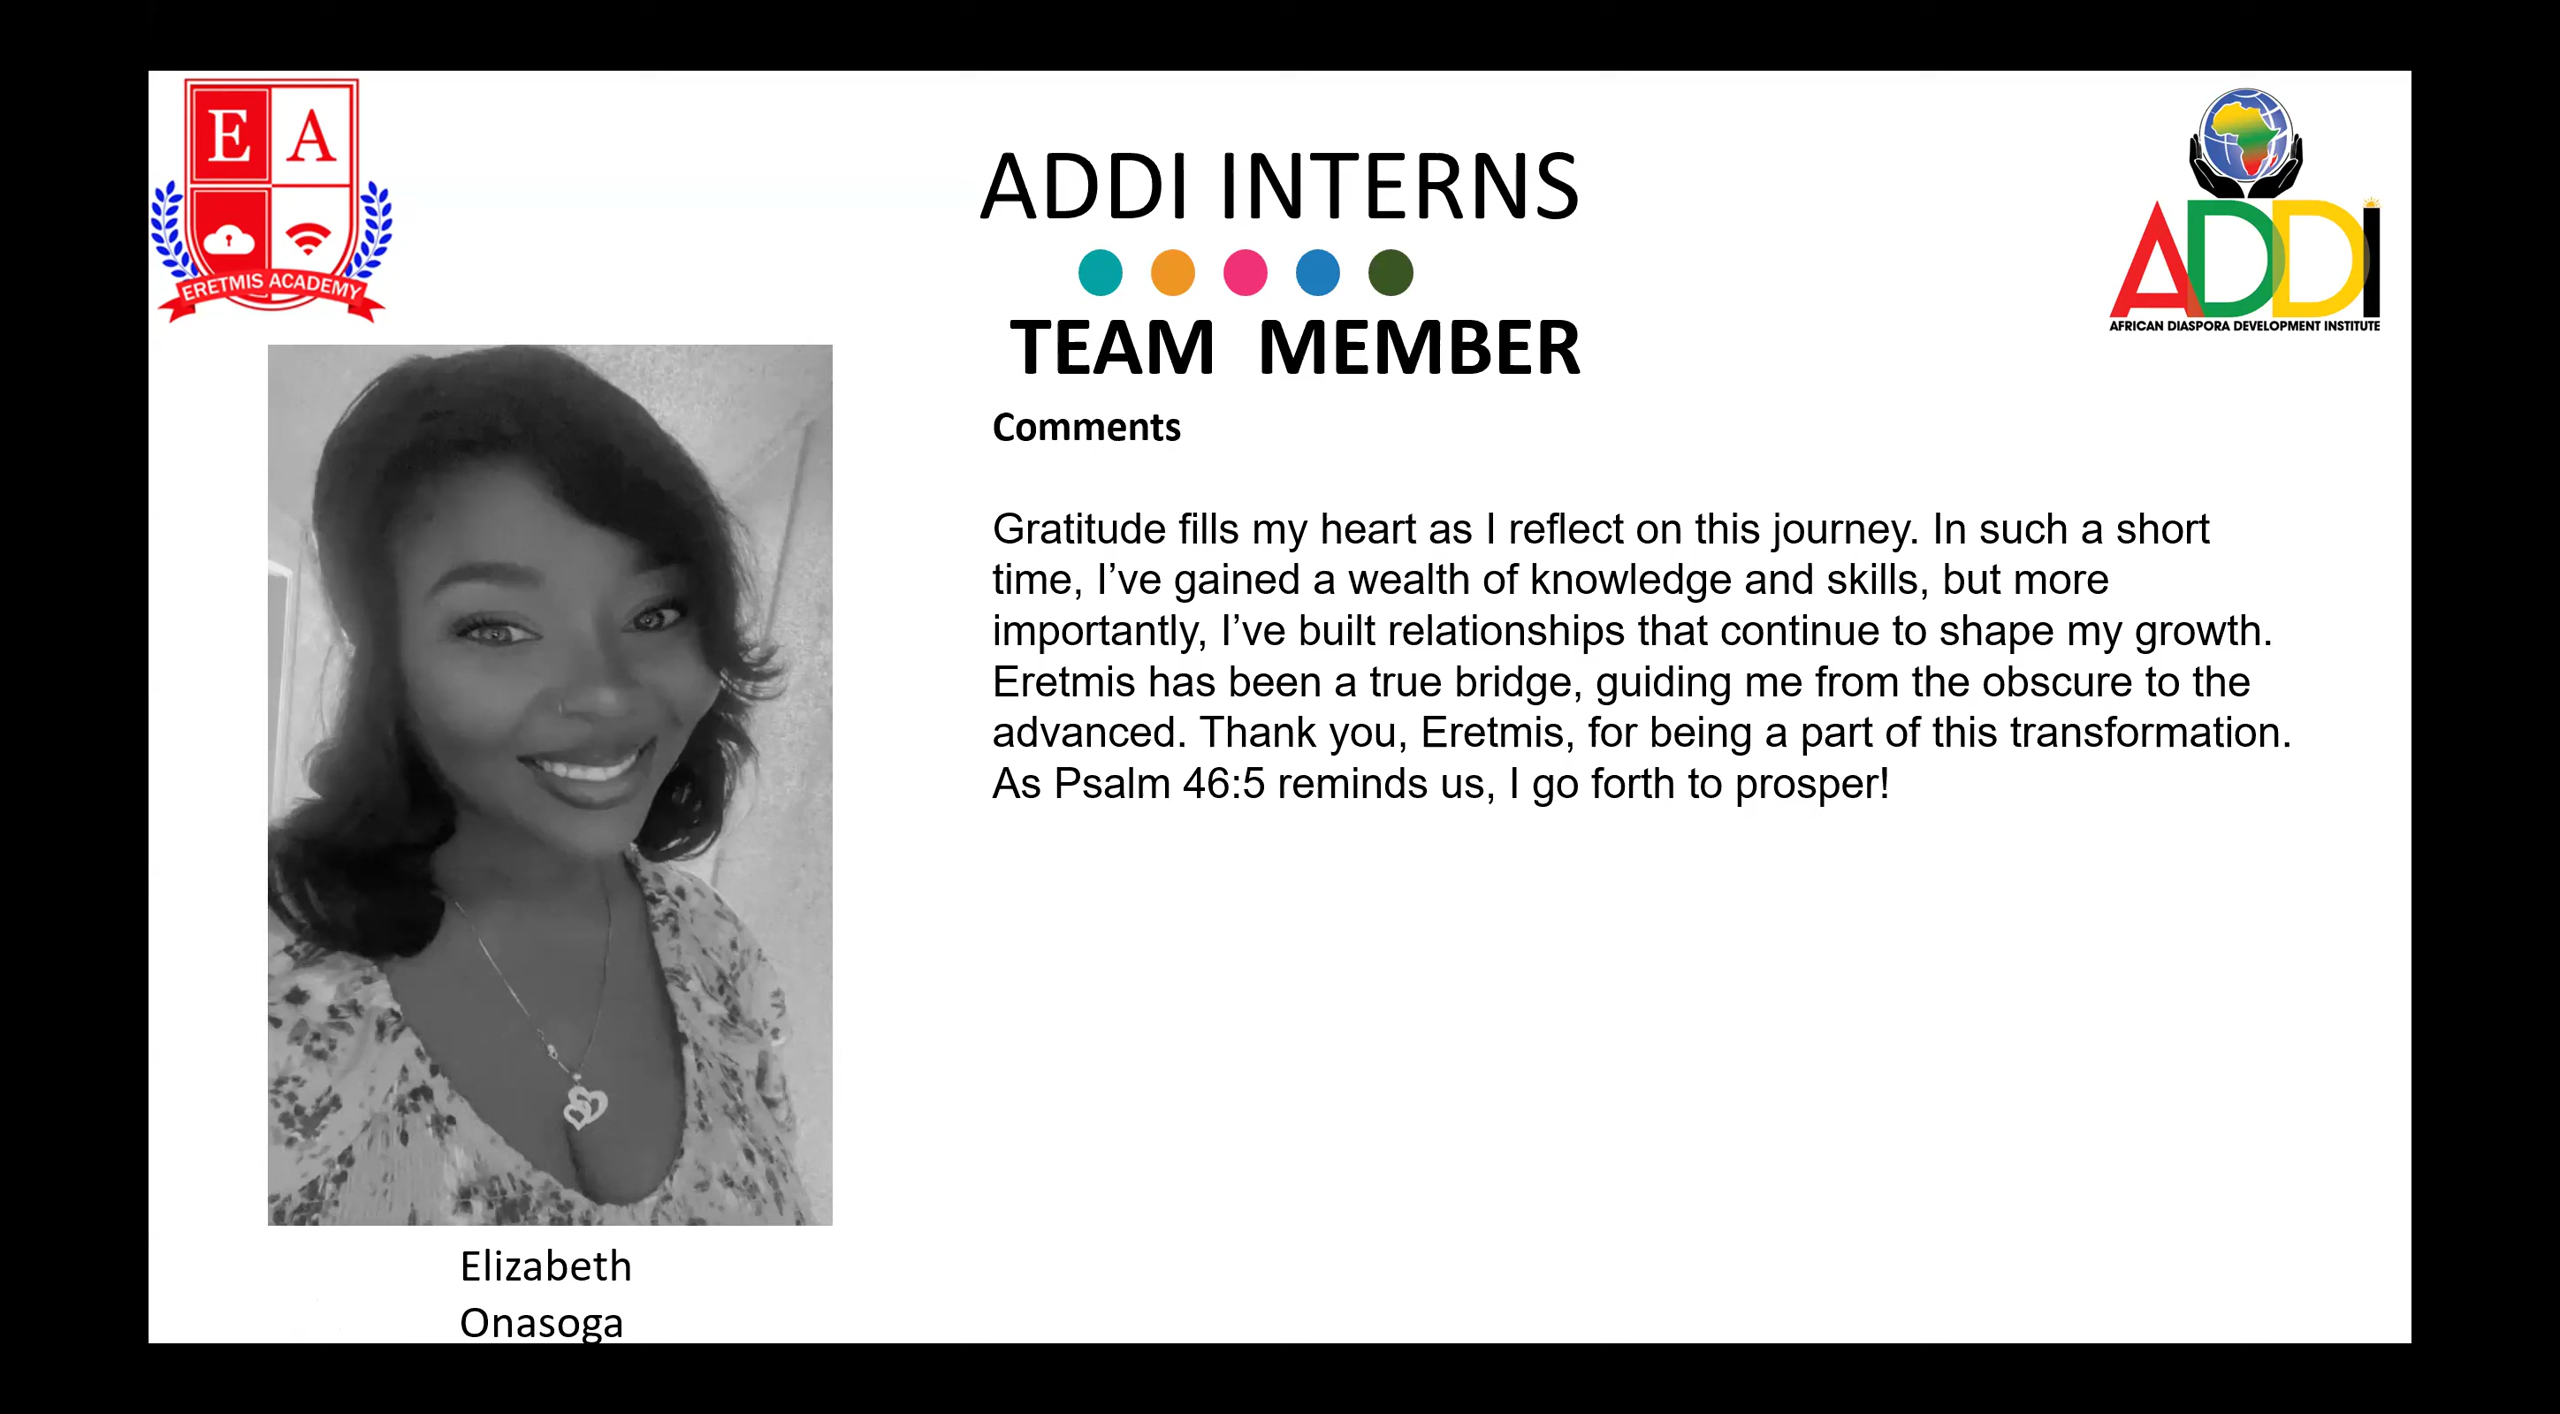 E A
ERETMIS ACADEMY
ADDI INTERNS
ADDI
AFRICAN DIASPORA DEVELOPMENT INSTITUTE
TEAM MEMBER
Comments
Gratitude fills my heart as I reflect on this journey. In such a short
time, I’ve gained a wealth of knowledge and skills, but more
importantly, I’ve built relationships that continue to shape my growth.
Eretmis has been a true bridge, guiding me from the obscure to the
advanced. Thank you, Eretmis, for being a part of this transformation.
As Psalm 46:5 reminds us, I go forth to prosper!
Elizabeth
Onasoga